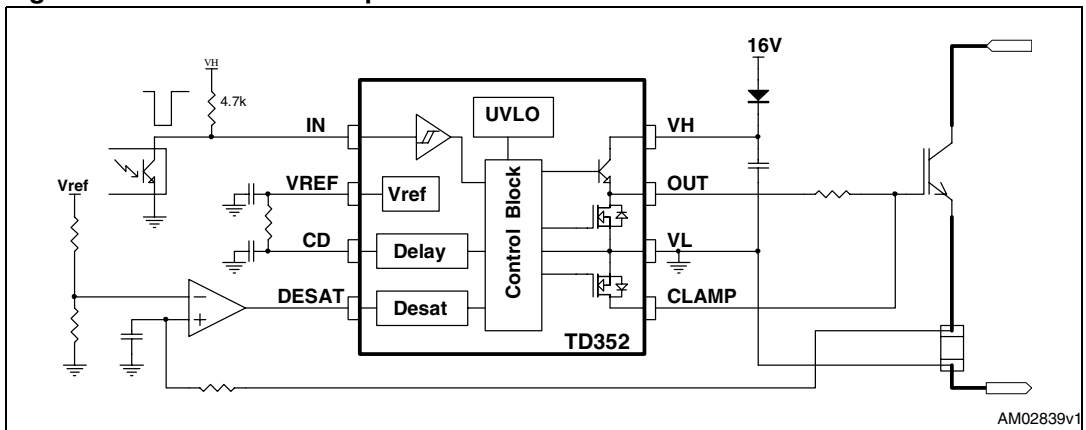 16V
VH
4.7k
IN
UVLO
VH
Vref
VREF
Vref
OUT
Control Block
CD
Delay
VL
DESAT
Desat
CLAMP
TD352
AM02839v1